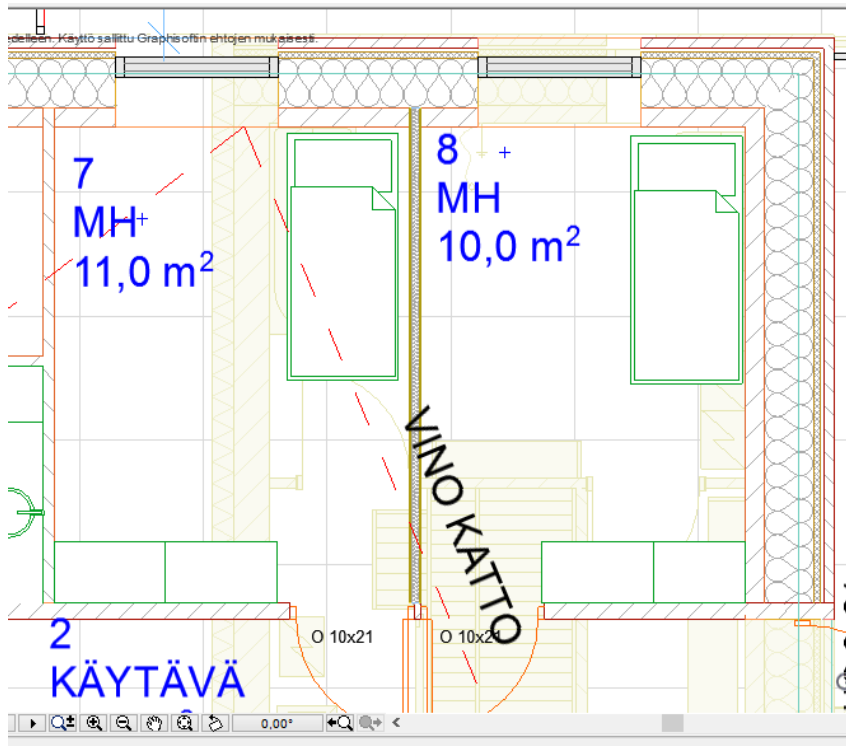 edelleen. Käyttö sallittu Graphisoftin ehtojen mukaisesti.
7
MH
11,0 m²
8
MH
10,0 m²
VINO KATTO
O 10x21
O 10x21
2
KÄYTÄVÄ
0,00°